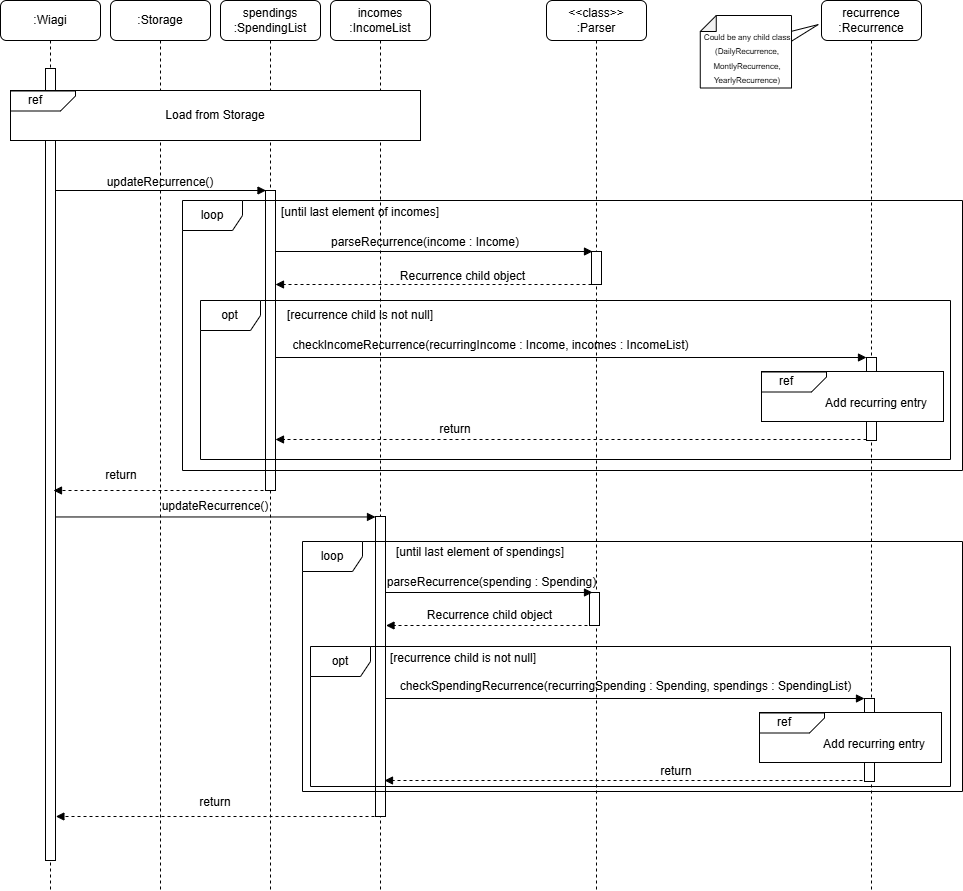 :Wiagi
:Storage
spendings
:SpendingList
incomes
:IncomeList
<<class>>
:Parser
recurrence
:Recurrence
Could be any child class
(DailyRecurrence,
MontlyRecurrence,
YearlyRecurrence)
ref
Load from Storage
updateRecurrence()
loop
[until last element of incomes]
parseRecurrence(income : Income)
Recurrence child object
opt
[recurrence child is not null]
checkIncomeRecurrence(recurringIncome : Income, incomes : IncomeList)
ref
Add recurring entry
return
return
updateRecurrence()
loop
[until last element of spendings]
parseRecurrence(spending : Spending)
Recurrence child object
opt
[recurrence child is not null]
checkSpendingRecurrence(recurringSpending : Spending, spendings : SpendingList)
ref
Add recurring entry
return
return